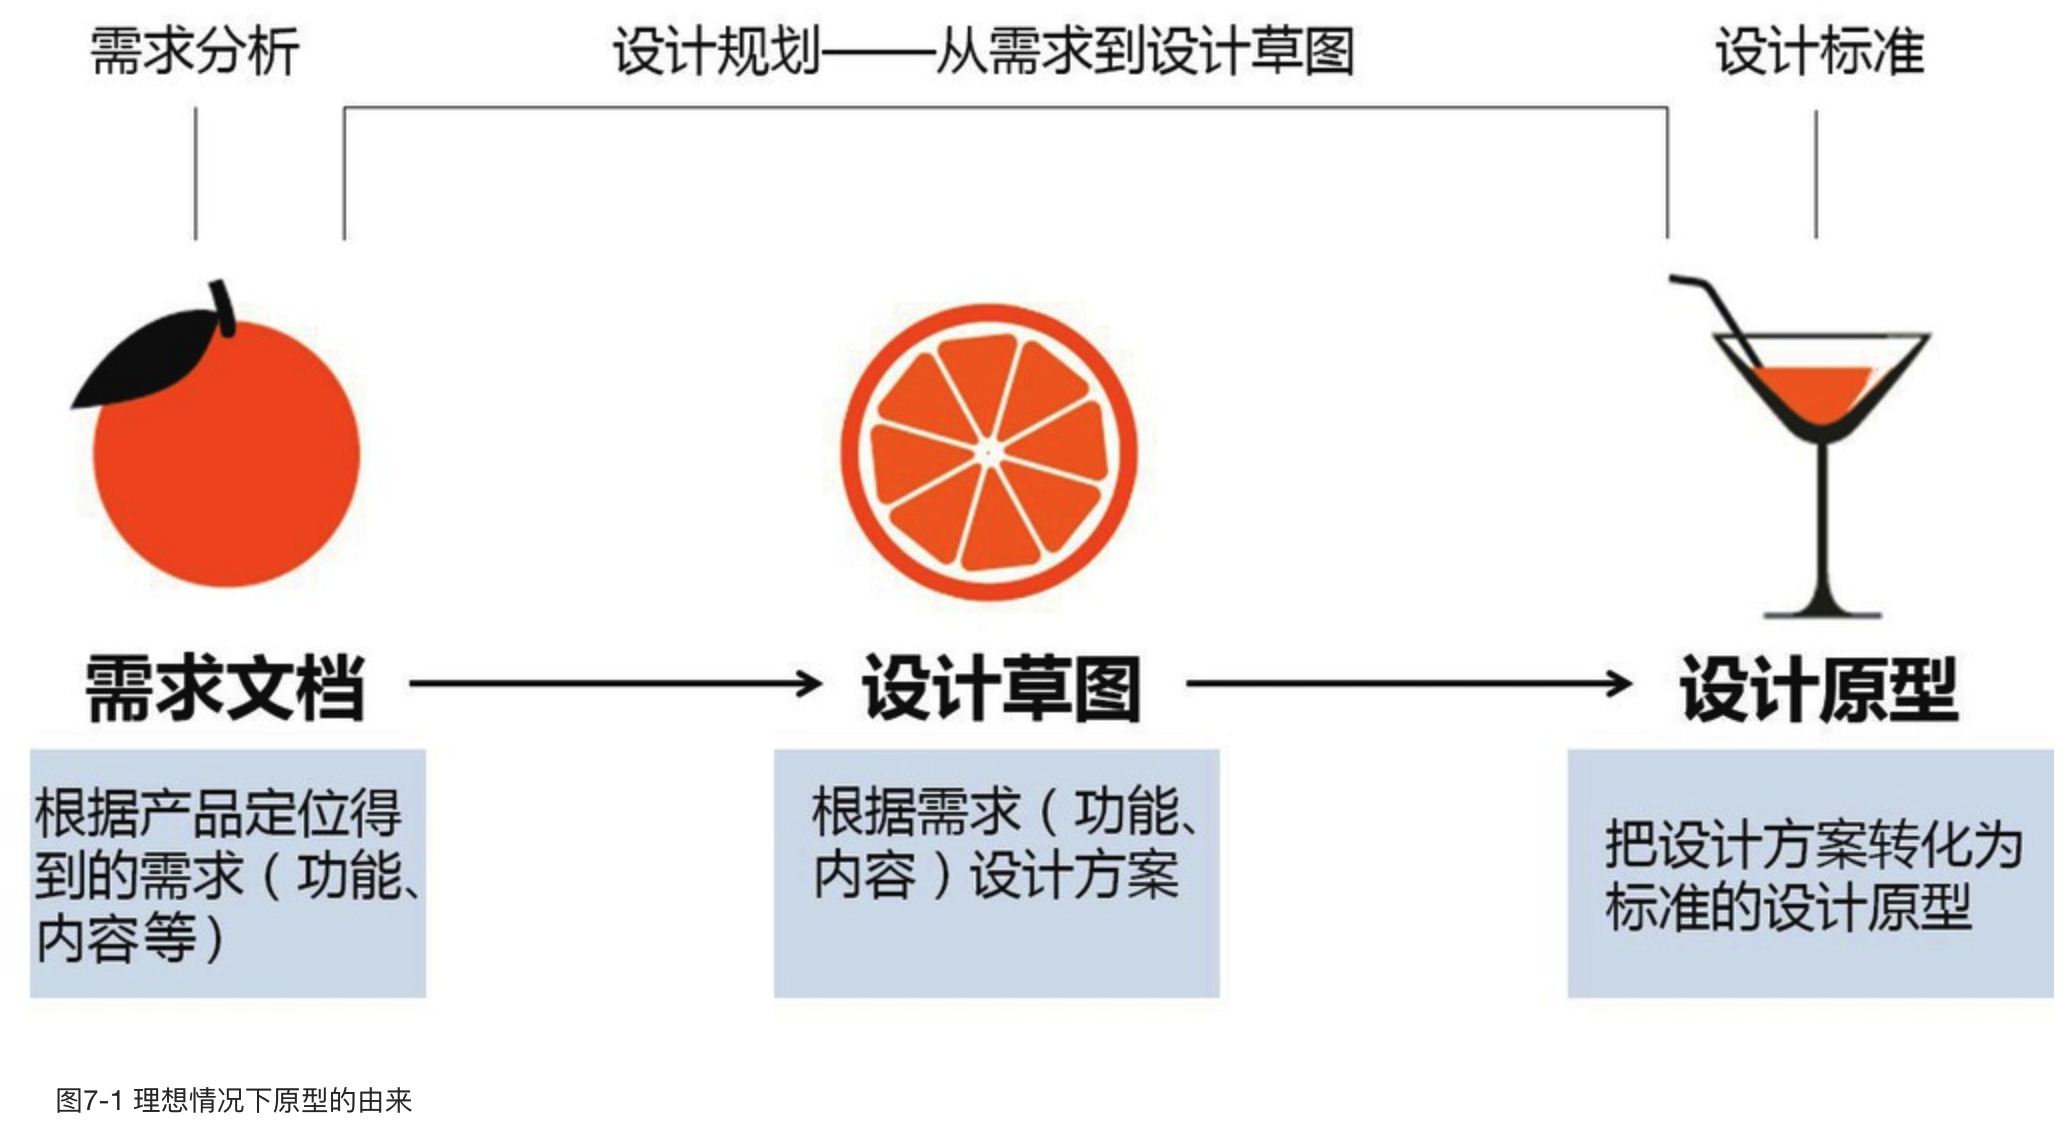 需求分析
设计规划——从需求到设计草图
设计标准
需求文档
设计草图
设计原型
根据产品定位得
到的需求（功能、
内容等）
根据需求（功能、
内容）设计方案
把设计方案转化为
标准的设计原型
图7-1 理想情况下原型的由来